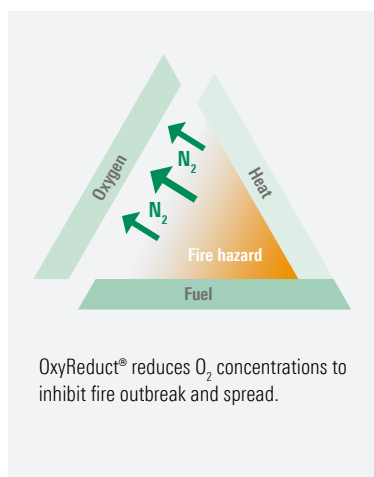 Oxygen
Heat
N₂
N₂
Fire hazard
Fuel
OxyReduct® reduces O₂ concentrations to
inhibit fire outbreak and spread.